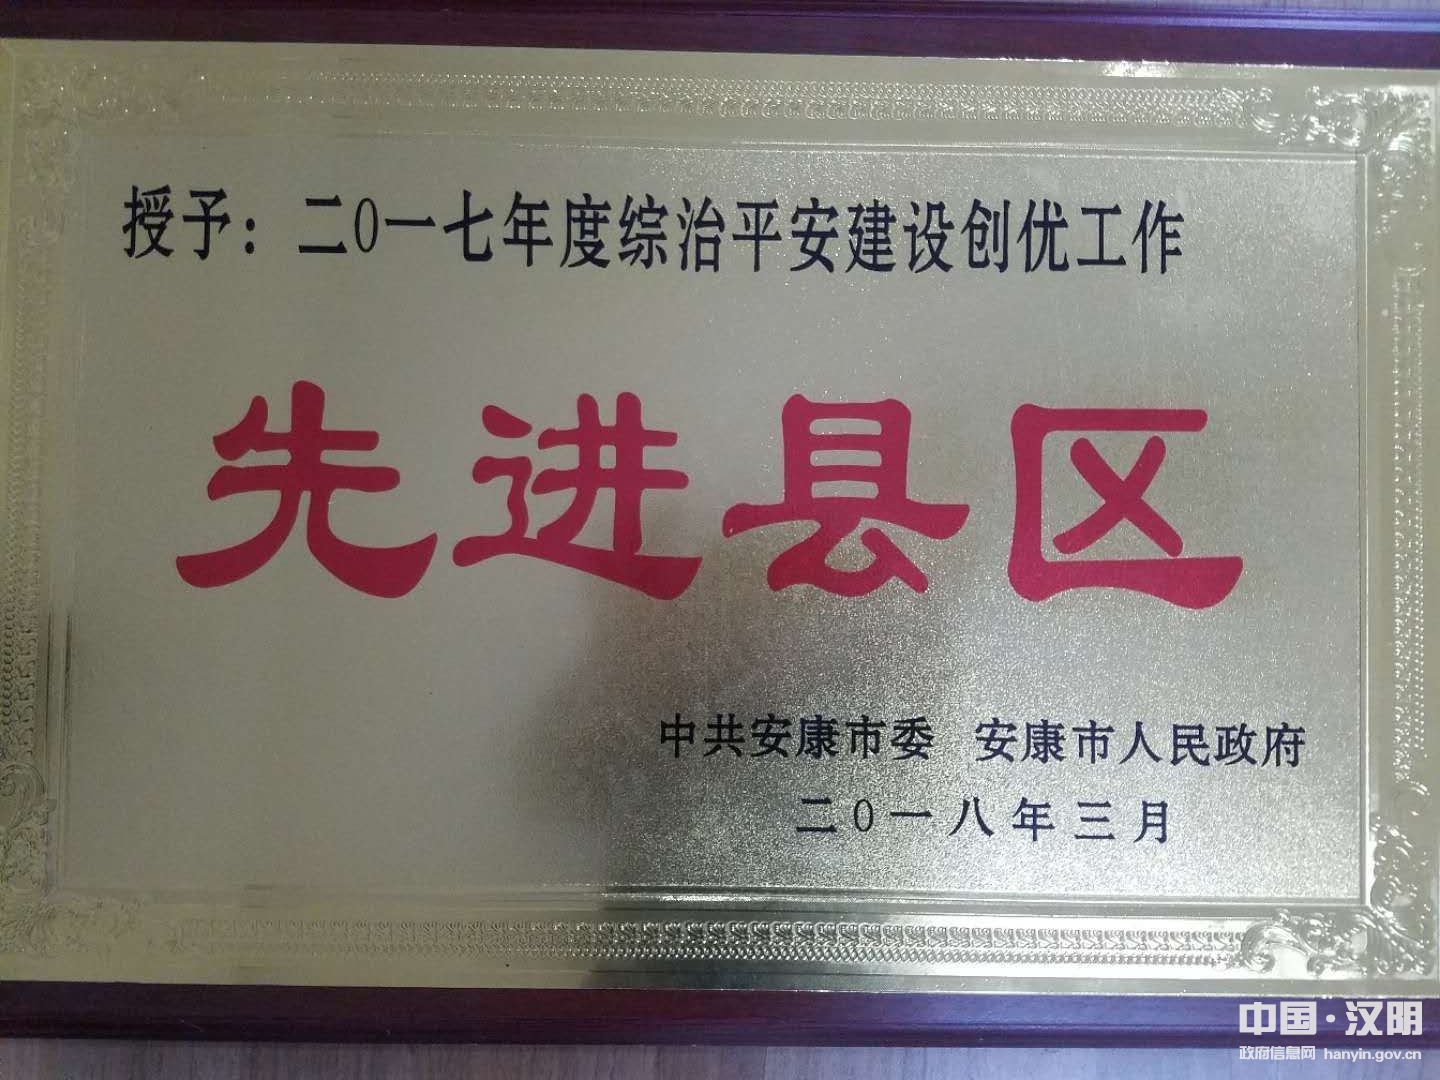 授予：二0一七年度综治平安建设创优工作
先进县区
中共安康市委 安康市人民政府
二0一八年三月
中国·汉阴
政府信息网 hanyin.gov.cn